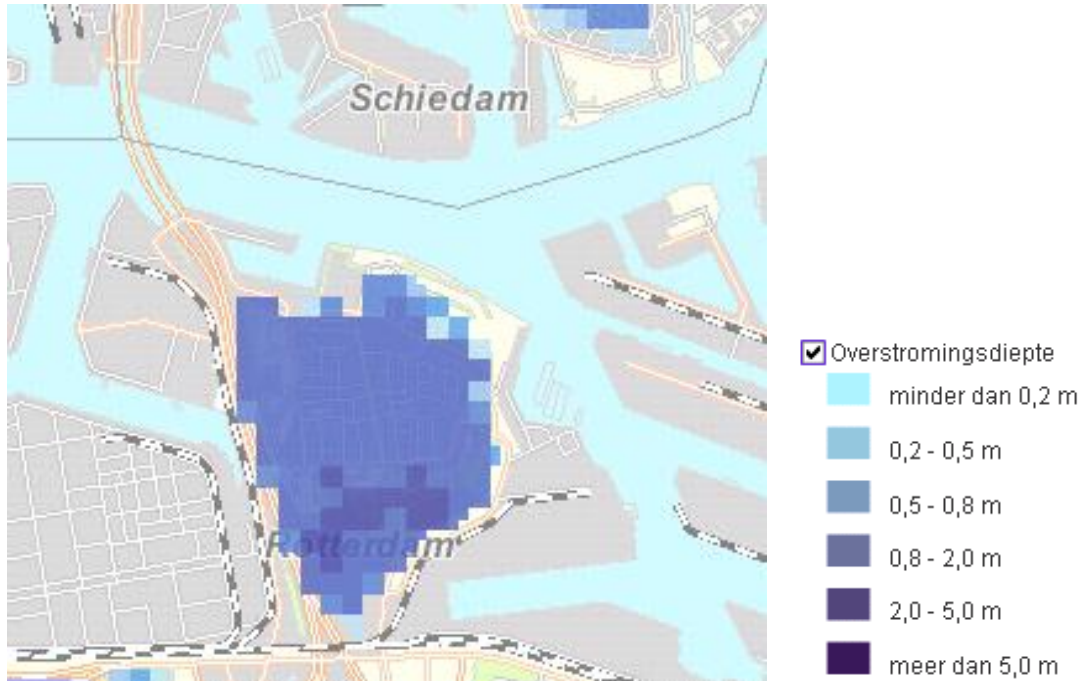 Schiedam
Rotterdam
Overstromingsdiepte
minder dan 0,2 m
0,2 - 0,5 m
0,5 - 0,8 m
0,8 - 2,0 m
2,0 - 5,0 m
meer dan 5,0 m